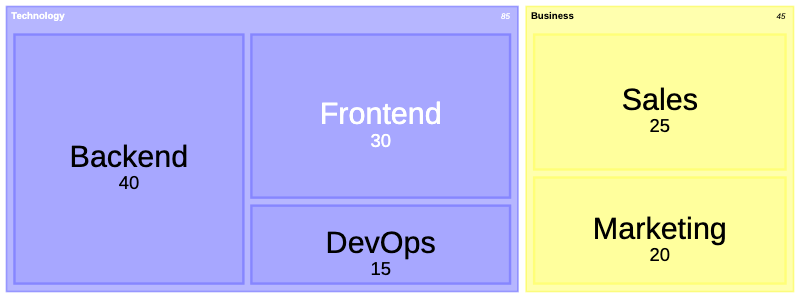 Technology 85
Backend
40
Frontend
30
DevOps
15
Business 45
Sales
25
Marketing
20